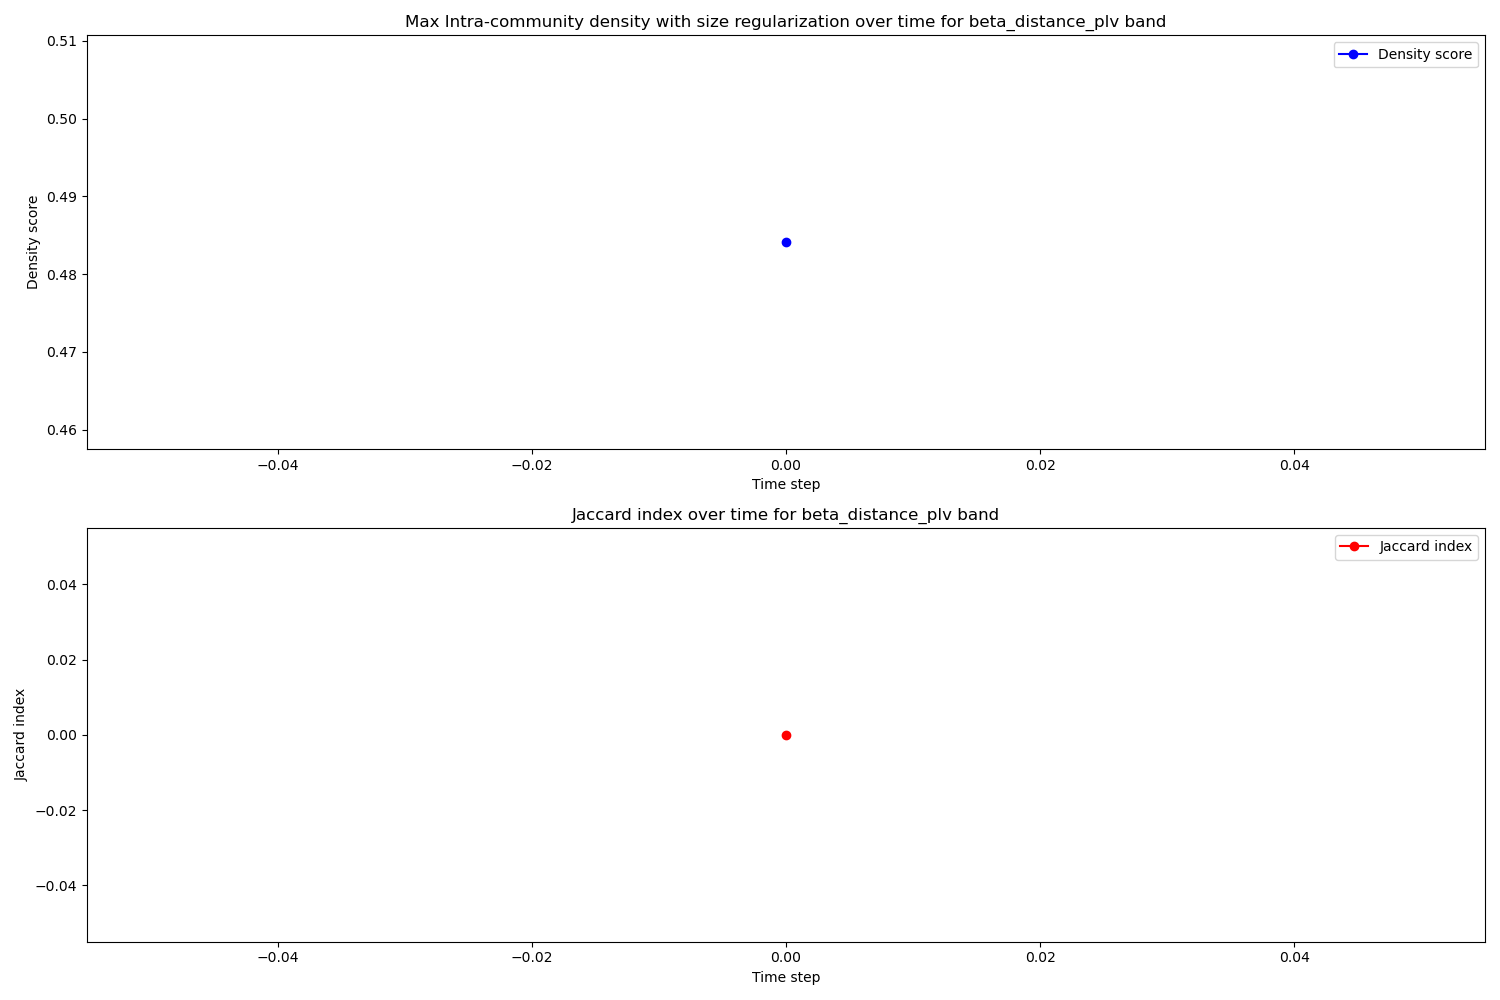 Max Intra-community density with size regularization over time for beta_distance_plv band
Density score
0.51
0.50
0.49
0.48
0.47
0.46
Density score
−0.04
−0.02
0.00
0.02
0.04
Time step
Jaccard index over time for beta_distance_plv band
Jaccard index
0.04
0.02
0.00
−0.02
−0.04
Jaccard index
−0.04
−0.02
0.00
0.02
0.04
Time step